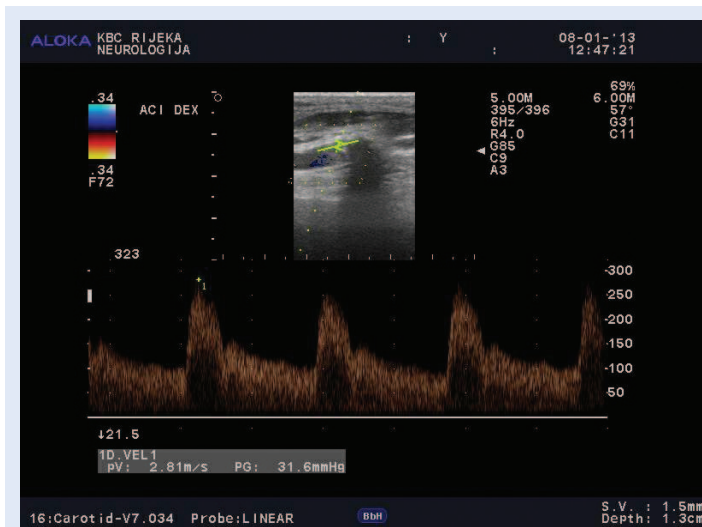 ALOKA KBC RIJEKA : Y 08-01-'13
NEUROLOGIJA : 12:47:21
69%
.34 5.00M 6.00M
ACI DEX 395/396 57°
6Hz G31
R4.0 C11
G85
C9
A3
.34
F72
323
300
250
200
150
100
50
+1
↓21.5
1D.VEL1
pV: 2.81m/s PG: 31.6mmHg
S.V. : 1.5mm
16:Carotid-V7.034 Probe:LINEAR BbH Depth: 1.3cm